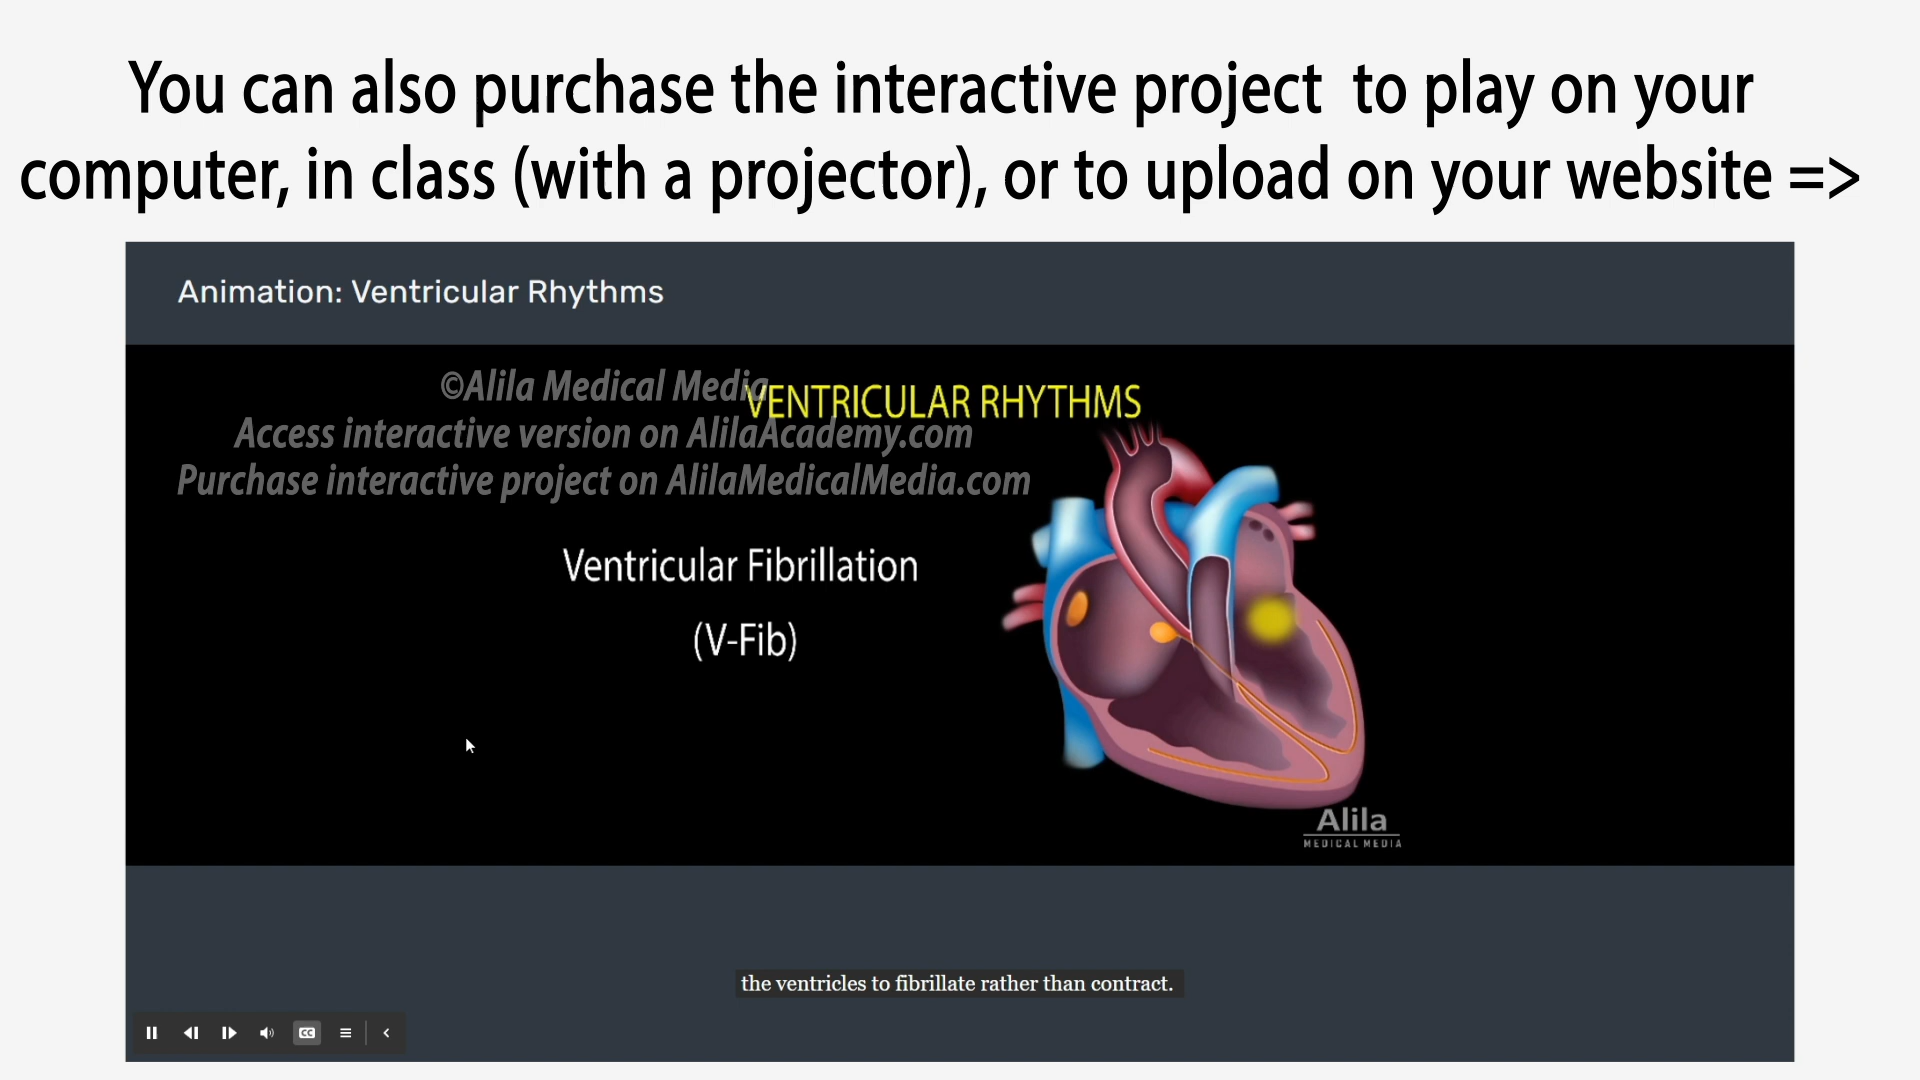 You can also purchase the interactive project  to play on your
computer, in class (with a projector), or to upload on your website =>
Animation: Ventricular Rhythms
©Alila Medical Media
VENTRICULAR RHYTHMS
Access interactive version on AlilaAcademy.com
Purchase interactive project on AlilaMedicalMedia.com
Ventricular Fibrillation
(V-Fib)
Alila
MEDICAL MEDIA
the ventricles to fibrillate rather than contract.
CC